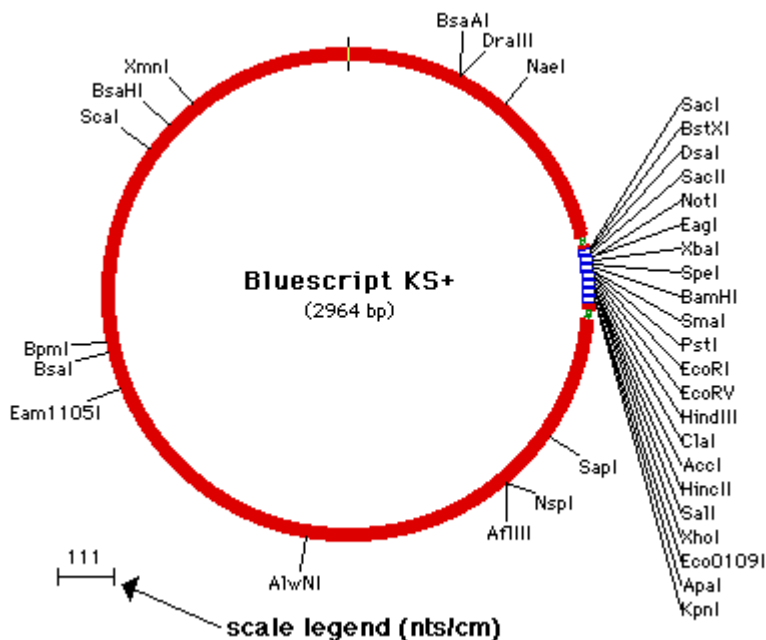 BsaAI
DraIII
NaeI
XmnI
BsaHI
ScaI
SacI
BstXI
DsaI
SacII
NotI
EagI
XbaI
SpeI
BamHI
SmaI
PstI
EcoRI
EcoRV
HindIII
ClaI
AccI
HincII
SalI
XhoI
EcoO109I
ApaI
KpnI
Bluescript KS+
(2964 bp)
BpmI
BsaI
Eam1105I
SapI
NspI
AflIII
AlwNI
111
scale legend (nts/cm)